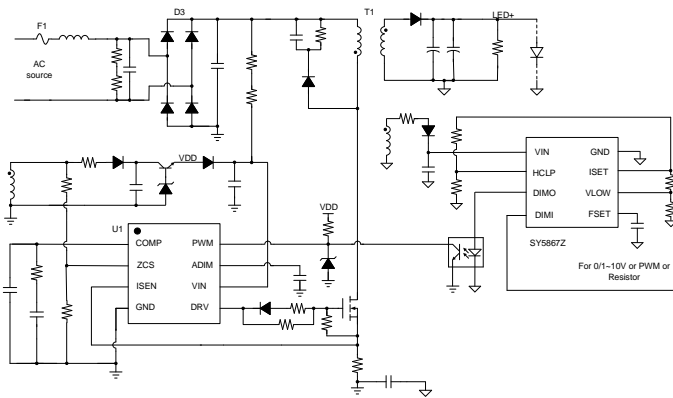 F1
D3
T1
LED+
AC
source
VDD
VIN
GND
HCLP
ISET
DIMO
VLOW
DIMI
FSET
SY5867Z
For 0/1~10V or PWM or
Resistor
U1
VDD
COMP
PWM
ZCS
ADIM
ISEN
VIN
GND
DRV